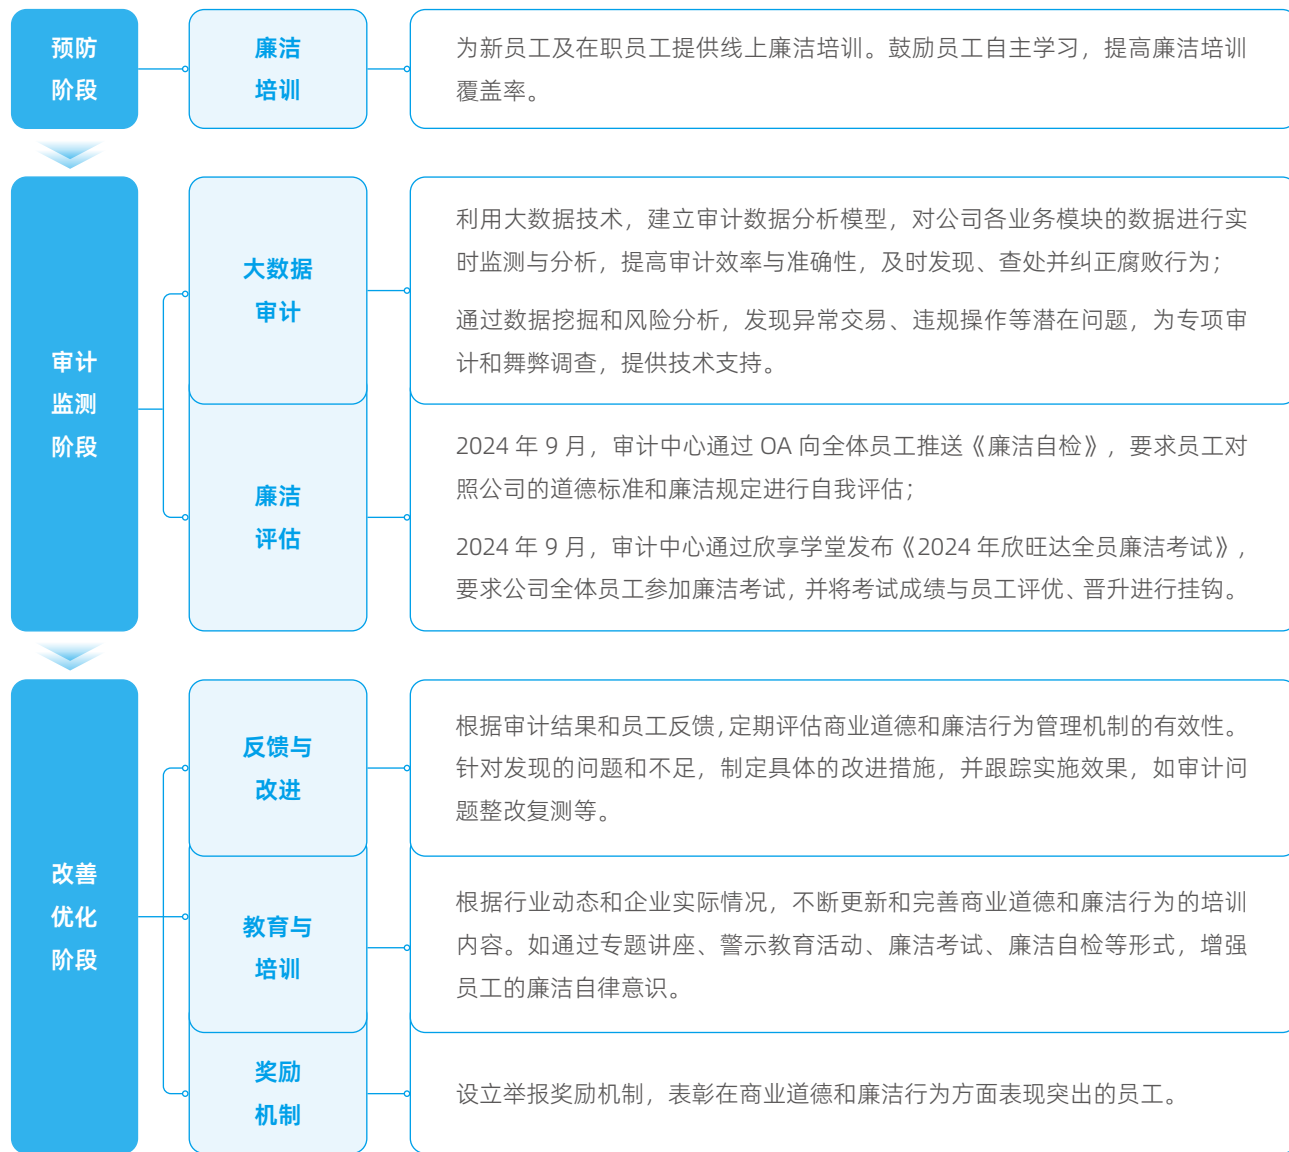 预防
阶段
廉洁
培训
为新员工及在职员工提供线上廉洁培训。鼓励员工自主学习，提高廉洁培训
覆盖率。
审计
监测
阶段
大数据
审计
利用大数据技术，建立审计数据分析模型，对公司各业务模块的数据进行实
时监测与分析，提高审计效率与准确性，及时发现、查处并纠正腐败行为；
通过数据挖掘和风险分析，发现异常交易、违规操作等潜在问题，为专项审
计和舞弊调查，提供技术支持。
廉洁
评估
2024 年 9 月，审计中心通过 OA 向全体员工推送《廉洁自检》，要求员工对
照公司的道德标准和廉洁规定进行自我评估；
2024 年 9 月，审计中心通过欣享学堂发布《2024 年欣旺达全员廉洁考试》，
要求公司全体员工参加廉洁考试，并将考试成绩与员工评优、晋升进行挂钩。
改善
优化
阶段
反馈与
改进
根据审计结果和员工反馈，定期评估商业道德和廉洁行为管理机制的有效性。
针对发现的问题和不足，制定具体的改进措施，并跟踪实施效果，如审计问
题整改复测等。
教育与
培训
根据行业动态和企业实际情况，不断更新和完善商业道德和廉洁行为的培训
内容。如通过专题讲座、警示教育活动、廉洁考试、廉洁自检等形式，增强
员工的廉洁自律意识。
奖励
机制
设立举报奖励机制，表彰在商业道德和廉洁行为方面表现突出的员工。